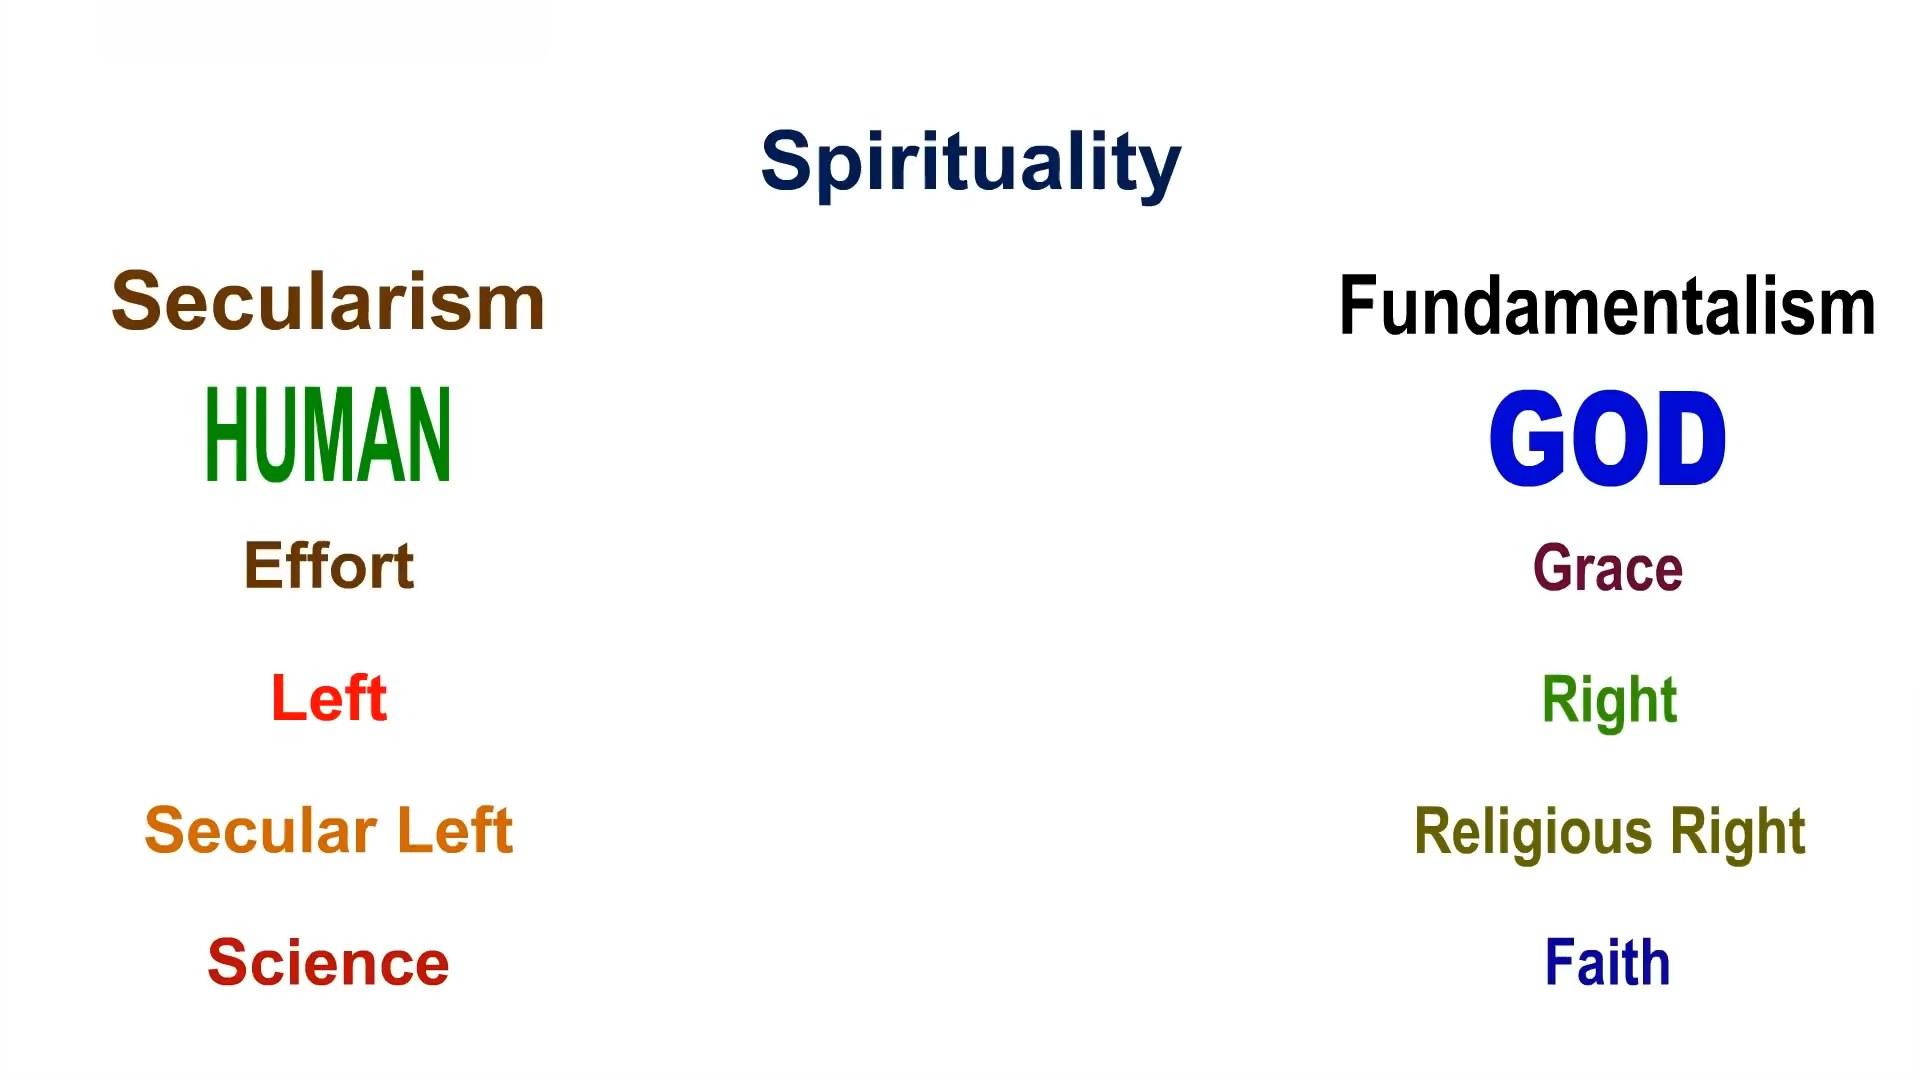 Spirituality
Secularism
HUMAN
Effort
Left
Secular Left
Science
Fundamentalism
GOD
Grace
Right
Religious Right
Faith